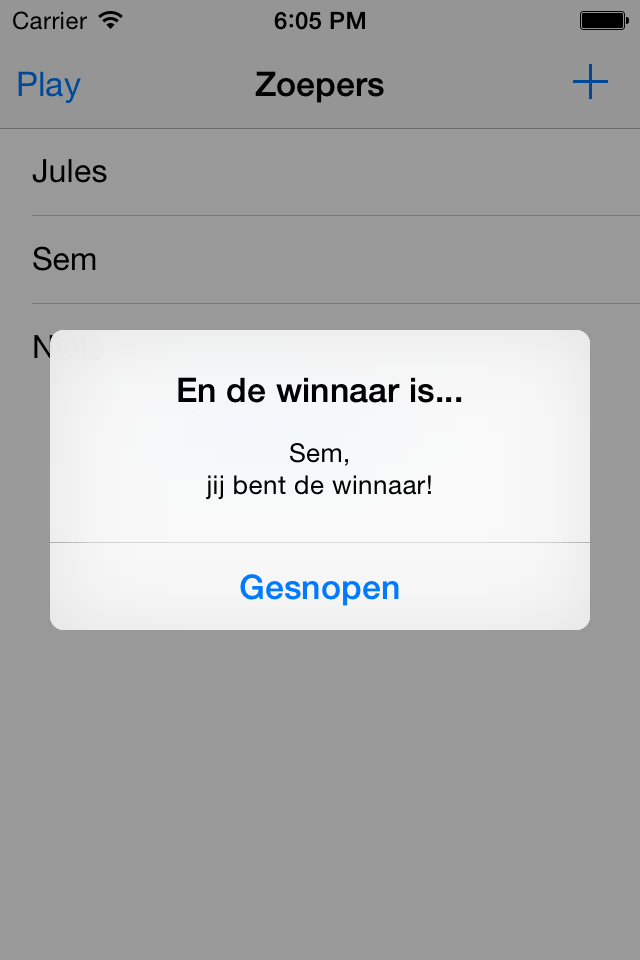 Carrier 6:05 PM
Play Zoepers
Jules
Sem
Niels
En de winnaar is...
Sem,
jij bent de winnaar!
Gesnopen